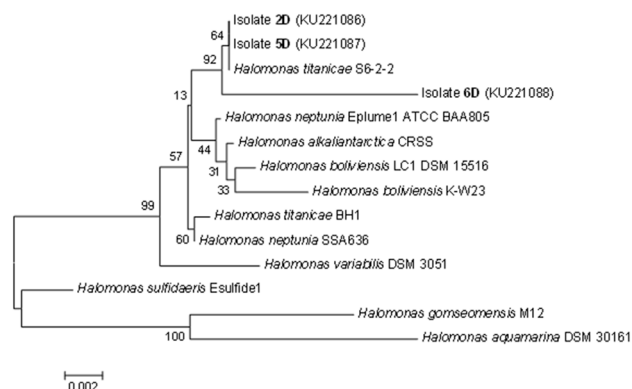 Isolate 2D (KU221086)
64
Isolate 5D (KU221087)
92
Halomonas titanicae S6-2-2
Isolate 6D (KU221088)
13
Halomonas neptunia Eplume1 ATCC BAA805
Halomonas alkaliantarctica CRSS
44
57
Halomonas boliviensis LC1 DSM 15516
31
33
Halomonas boliviensis K-W23
99
Halomonas titanicae BH1
60
Halomonas neptunia SSA636
Halomonas variabilis DSM 3051
Halomonas sulfidaeris Esulfide1
Halomonas gomseomensis M12
100
Halomonas aquamarina DSM 30161
0.002